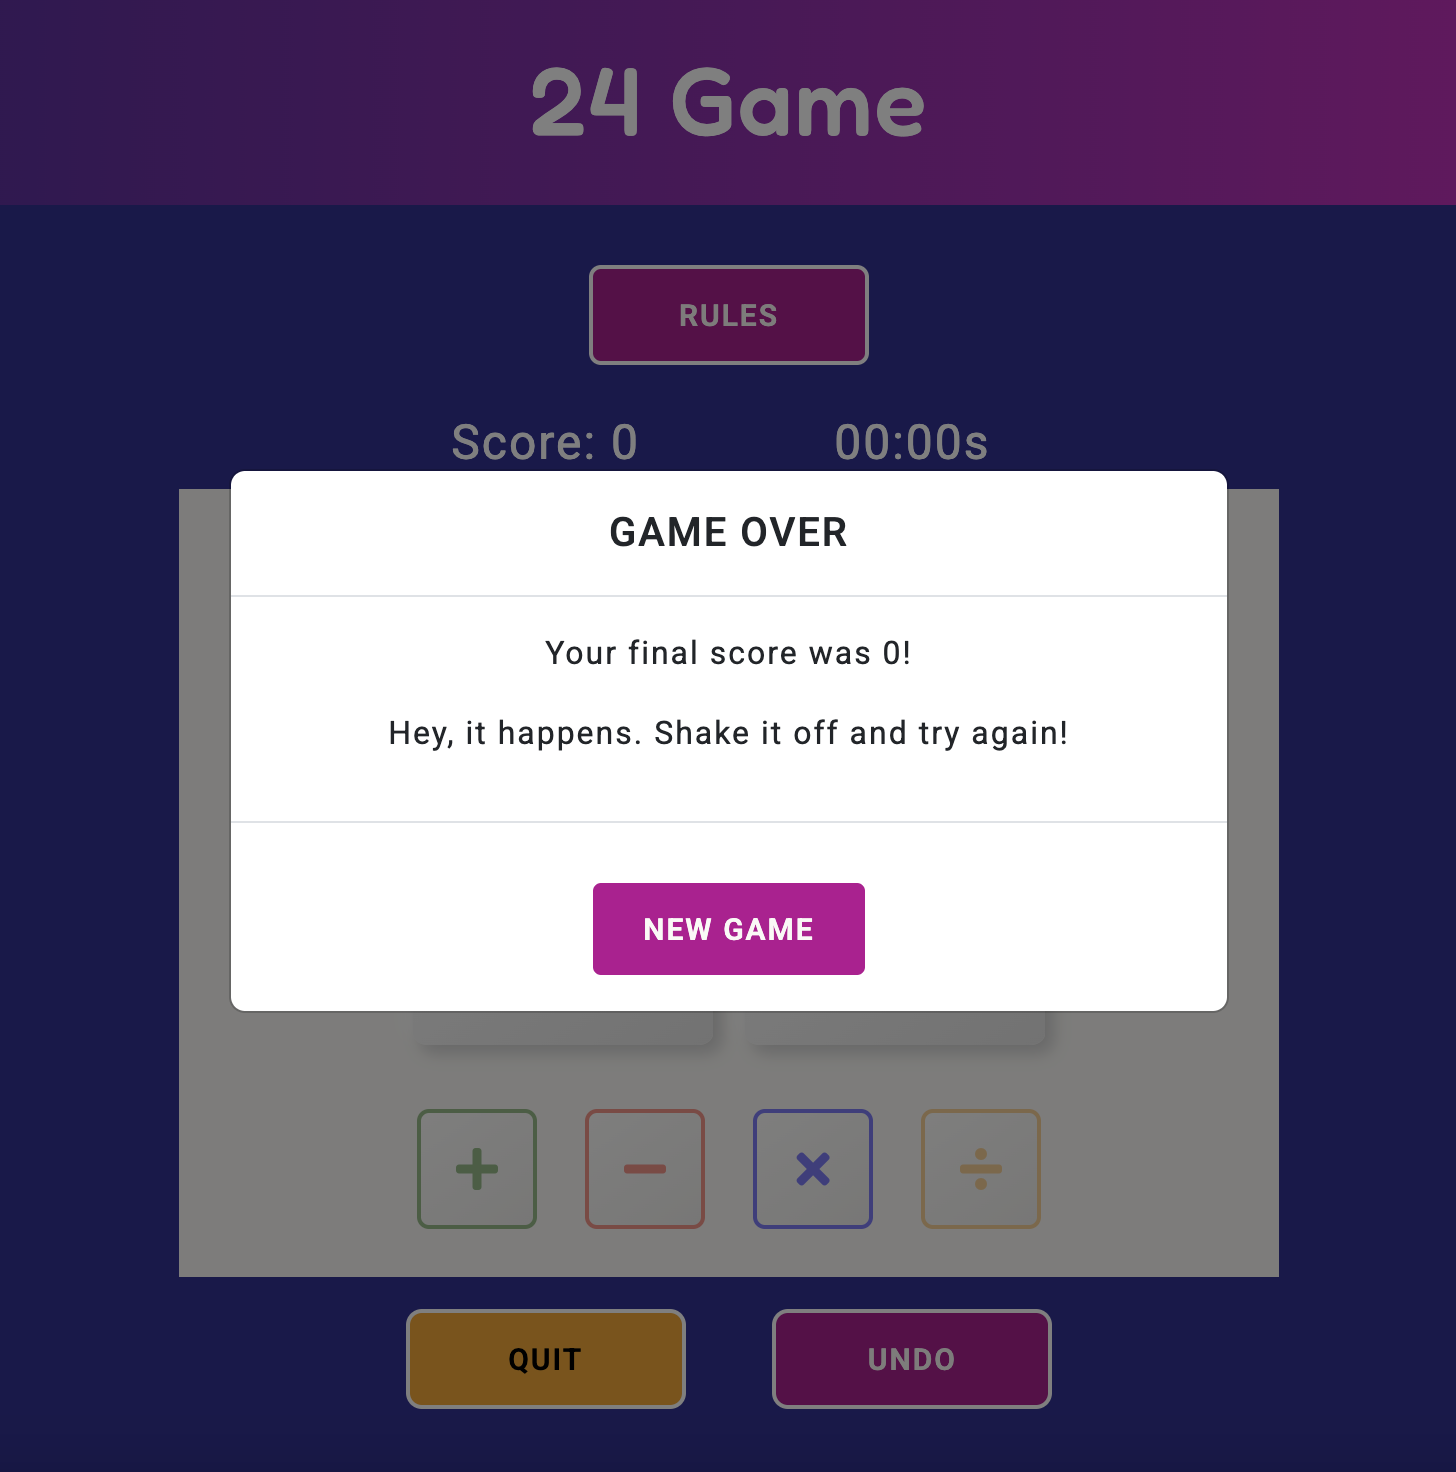 24 Game
RULES
Score: 0 00:00s
GAME OVER
Your final score was 0!
Hey, it happens. Shake it off and try again!
NEW GAME
+ − × ÷
QUIT UNDO